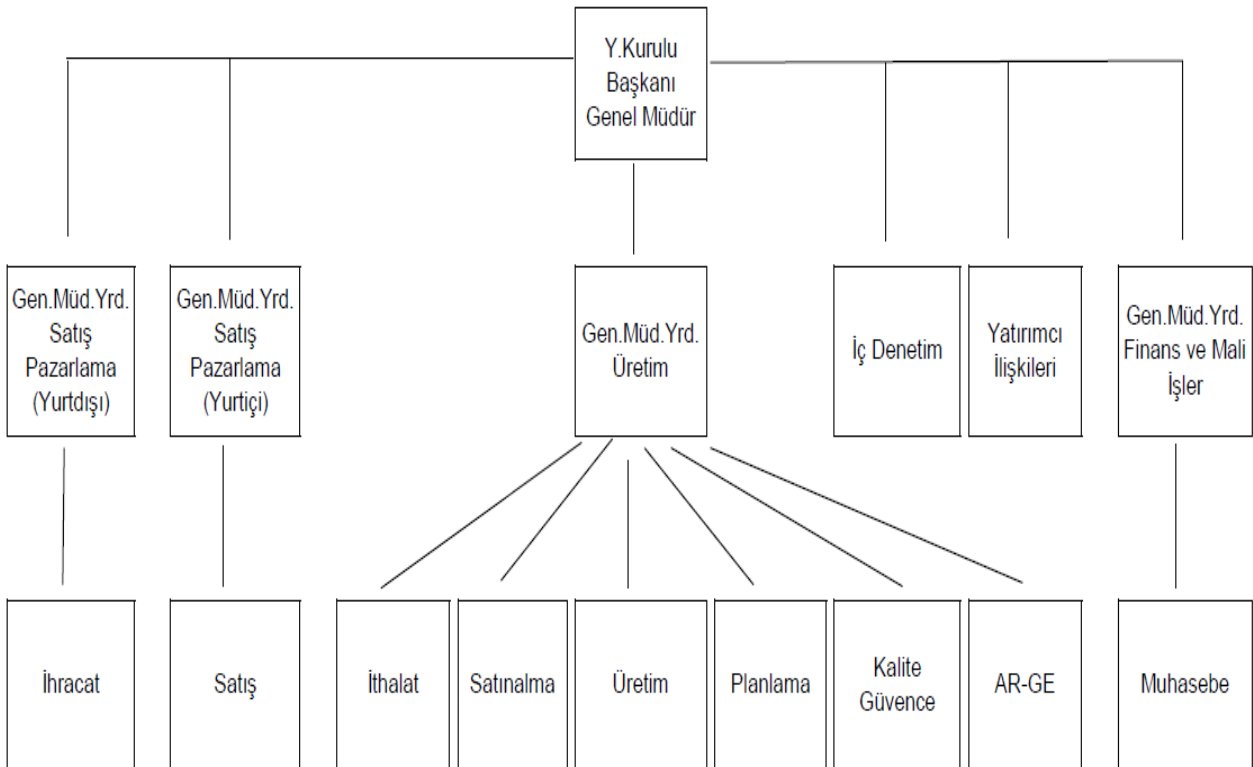 Y.Kurulu
Başkanı
Genel Müdür
Gen.Müd.Yrd.
Satış
Pazarlama
(Yurtdışı)
Gen.Müd.Yrd.
Satış
Pazarlama
(Yurtiçi)
Gen.Müd.Yrd.
Üretim
İç Denetim
Yatırımcı
İlişkileri
Gen.Müd.Yrd.
Finans ve Mali
İşler
İhracat
Satış
İthalat
Satınalma
Üretim
Planlama
Kalite
Güvence
AR-GE
Muhasebe